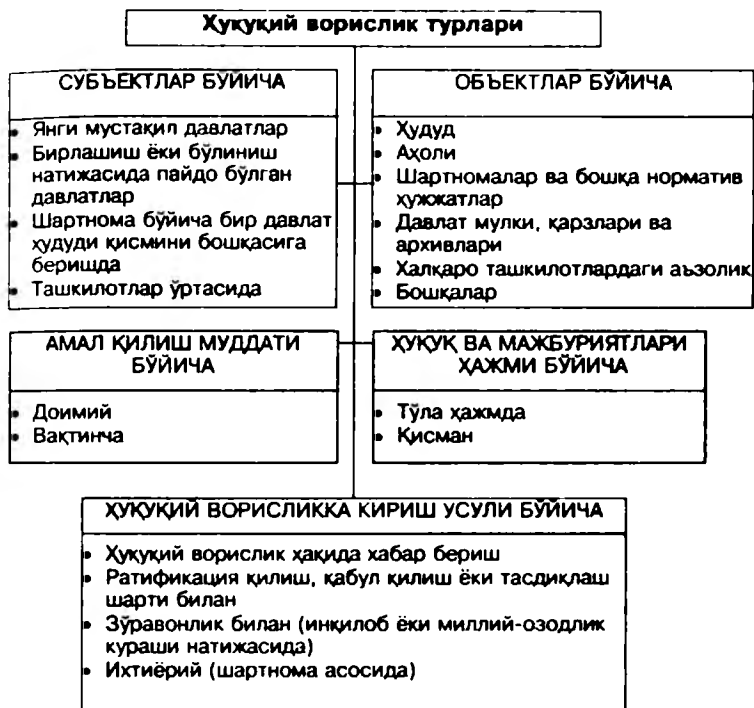 Ҳуқуқий ворислик турлари
СУБЪЕКТЛАР БЎЙИЧА
• Янги мустақил давлатлар
• Бирлашиш ёки бўлиниш
натижасида пайдо бўлган
давлатлар
• Шартнома бўйича бир давлат
ҳудуди қисмини бошқасига
беришда
• Ташкилотлар ўртасида
ОБЪЕКТЛАР БЎЙИЧА
• Ҳудуд
• Аҳоли
• Шартномалар ва бошқа норматив
ҳужжатлар
• Давлат мулки, қарзлари ва
архивлари
• Халқаро ташкилотлардаги аъзолик
• Бошқалар
АМАЛ ҚИЛИШ МУДДАТИ
БЎЙИЧА
• Доимий
• Вақтинча
ҲУҚУҚ ВА МАЖБУРИЯТЛАРИ
ҲАЖМИ БЎЙИЧА
• Тўла ҳажмда
• Қисман
ҲУҚУҚИЙ ВОРИСЛИККА КИРИШ УСУЛИ БЎЙИЧА
• Ҳуқуқий ворислик ҳақида хабар бериш
• Ратификация қилиш, қабул қилиш ёки тасдиқлаш
шарти билан
• Зўравонлик билан (инқилоб ёки миллий-озодлик
кураши натижасида)
• Ихтиёрий (шартнома асосида)